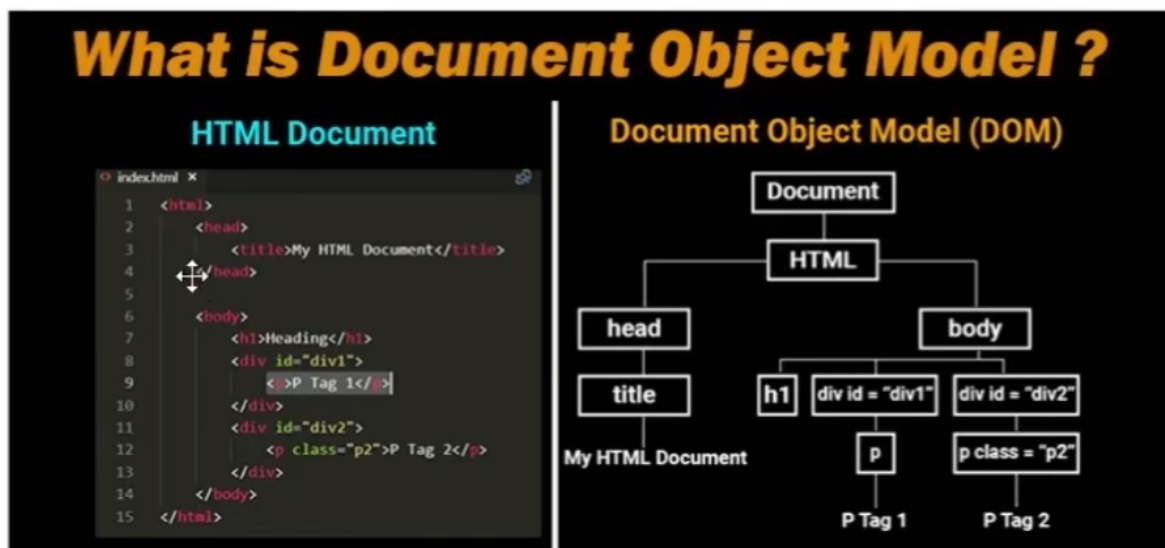 What is Document Object Model ?
HTML Document
index.html ×
1 <html>
2 <head>
3 <title>My HTML Document</title>
4 </head>
5
6 <body>
7 <h1>Heading</h1>
8 <div id="div1">
9 <p>P Tag 1</p>
10 </div>
11 <div id="div2">
12 <p class="p2">P Tag 2</p>
13 </div>
14 </body>
15 </html>
Document Object Model (DOM)
Document
HTML
head
body
title
h1
div id = "div1"
div id = "div2"
My HTML Document
p
p class = "p2"
P Tag 1
P Tag 2